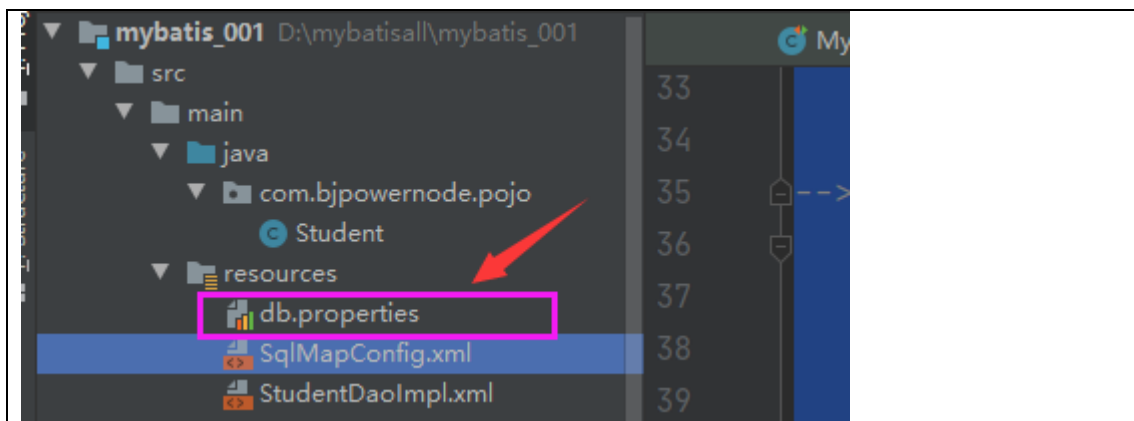 mybatis_001 D:\mybatisall\mybatis_001
src
main
java
com.bjpowernode.pojo
Student
resources
db.properties
SqlMapConfig.xml
StudentDaoImpl.xml
My
33
34
35 -->
36
37
38
39